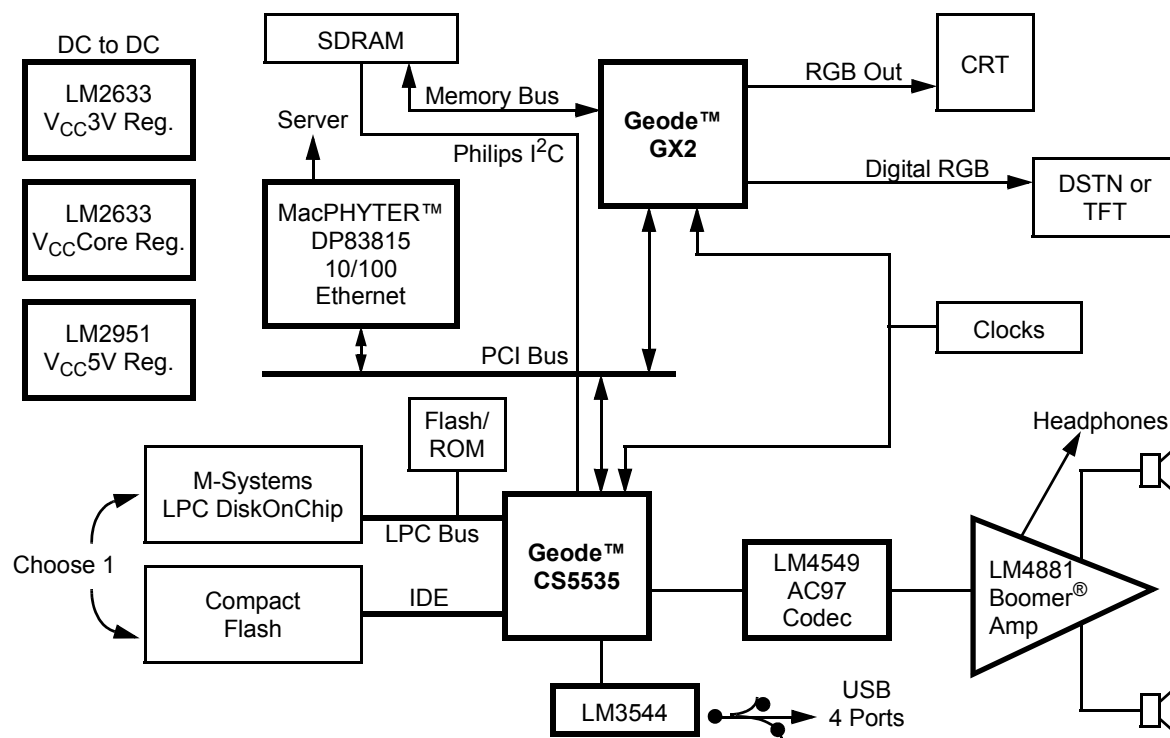 DC to DC
LM2633
VCC3V Reg.
LM2633
VCCCore Reg.
LM2951
VCC5V Reg.
SDRAM
Memory Bus
Server
Philips I2C
MacPHYTER™
DP83815
10/100
Ethernet
Geode™
GX2
RGB Out
CRT
Digital RGB
DSTN or
TFT
Clocks
PCI Bus
Flash/
ROM
M-Systems
LPC DiskOnChip
LPC Bus
Choose 1
Compact
Flash
IDE
Geode™
CS5535
LM4549
AC97
Codec
Headphones
LM4881
Boomer®
Amp
LM3544
USB
4 Ports